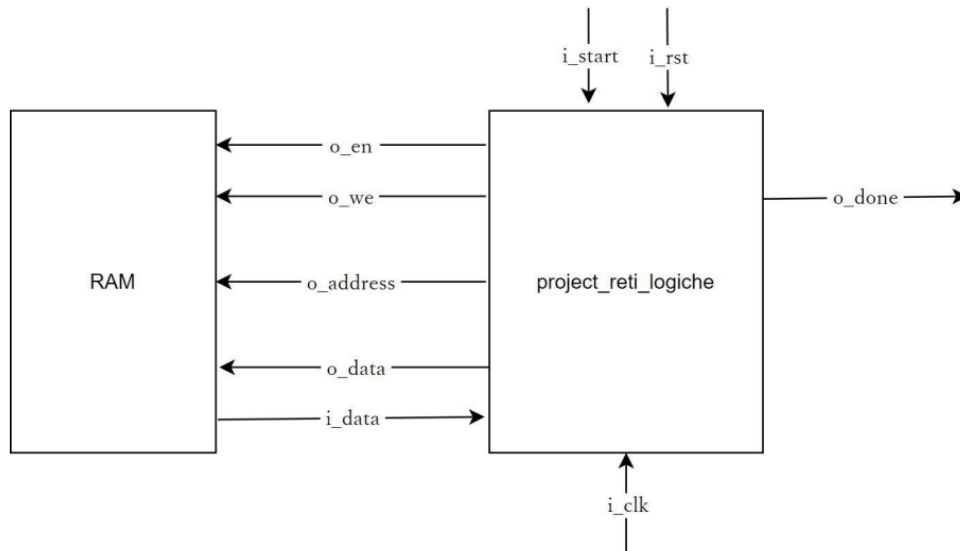 i_start
i_rst
o_en
o_we
o_done
RAM
o_address
project_reti_logiche
o_data
i_data
i_clk